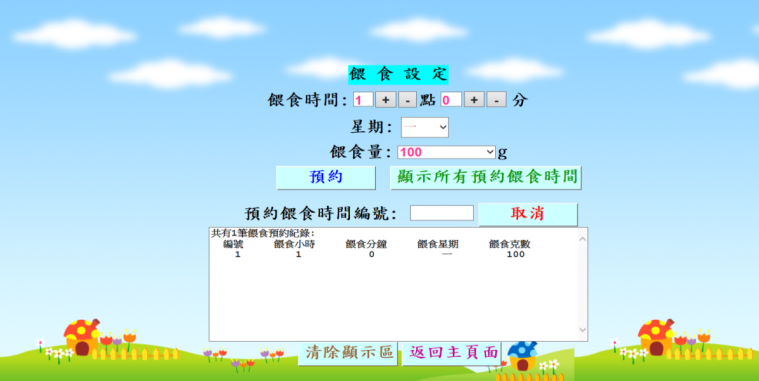 餵食設定
餵食時間: 1 + - 點 0 + - 分
星期: 一
餵食量: 100 g
預約 顯示所有預約餵食時間
預約餵食時間編號: 取消
共有1筆餵食預約紀錄:
編號 餵食小時 餵食分鐘 餵食星期 餵食克數
1 1 0 一 100
清除顯示區 返回主頁面